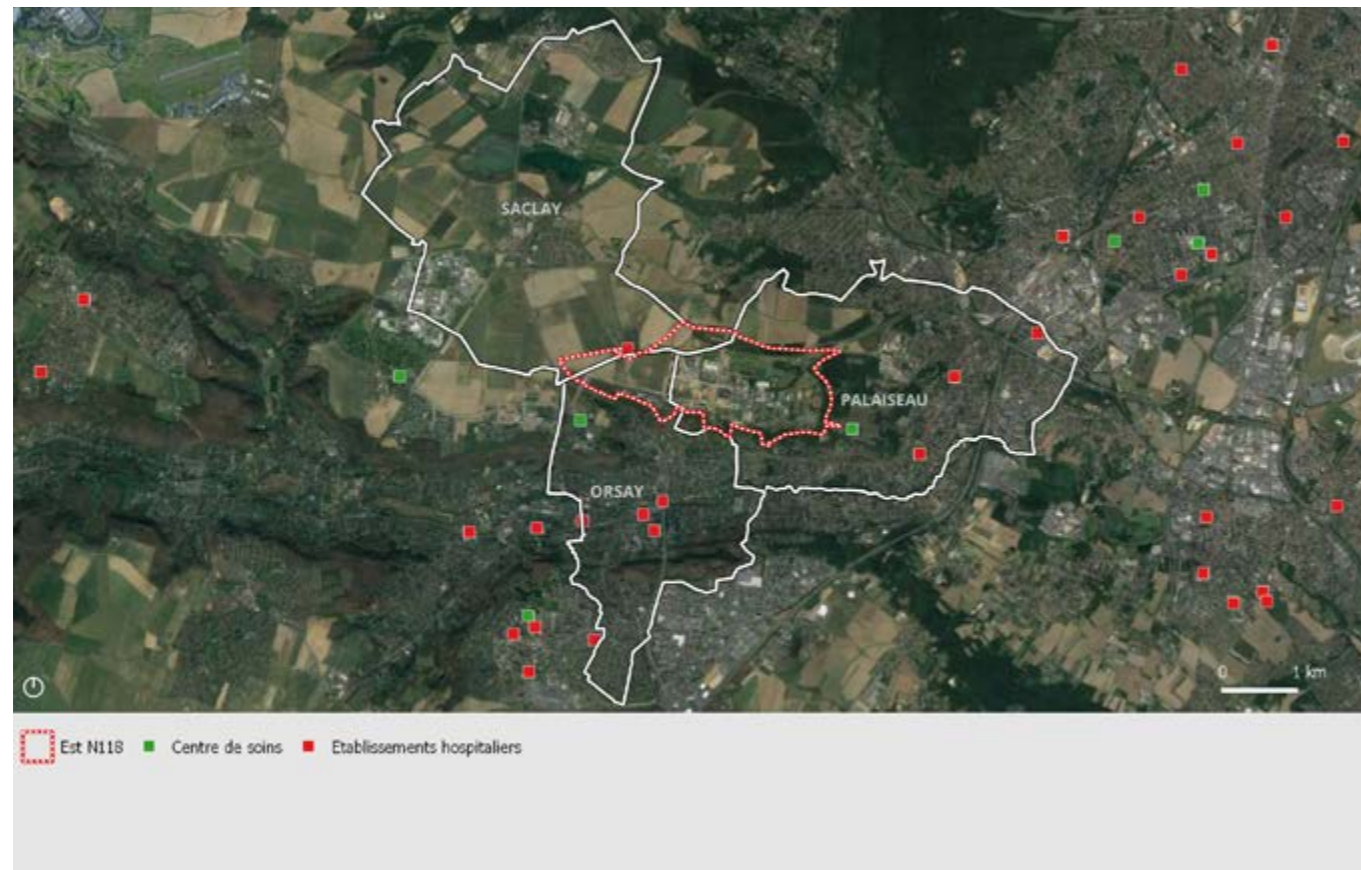 SACLAY
PALAISEAU
ORSAY
0 1 km
Est N118 Centre de soins Etablissements hospitaliers